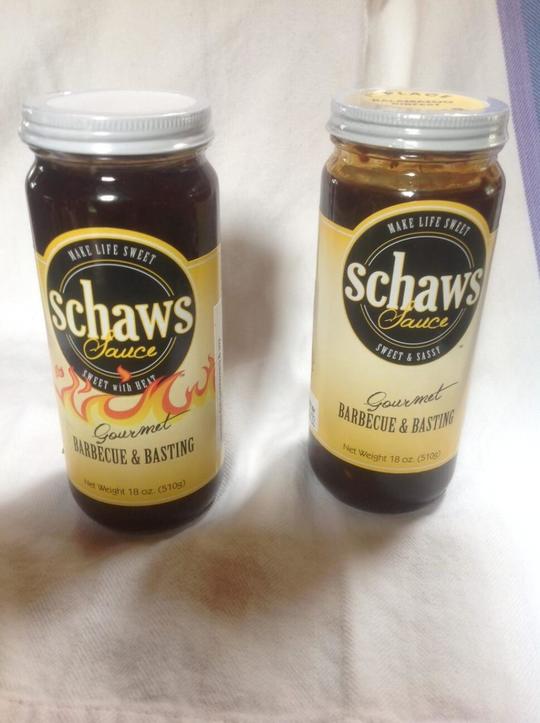 MAKE LIFE SWEET
Schaws
Sauce
SWEET with HEAT
Gourmet
BARBECUE & BASTING
Net Weight 18 oz. (510g)
PLACE
MAKE LIFE SWEET
Schaws
Sauce
SWEET & SASSY
Gourmet
BARBECUE & BASTING
Net Weight 18 oz. (510g)